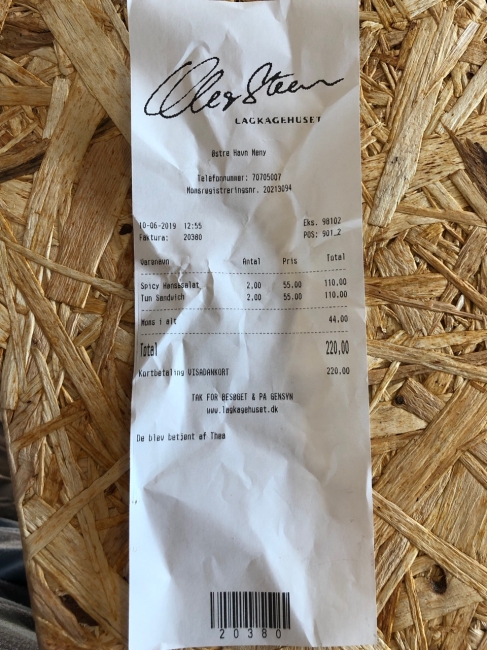 Ole & Steen
LAGKAGEHUSET
Østre Havn Meny
Telefonnummer: 70705007
Momsregistreringsnr. 20213094
10-06-2019 12:55 Eks. 98102
Faktura: 20380 POS: 901.2
Varenavn Antal Pris Total
Spicy Hønsesalat 2,00 55.00 110,00
Tun Sandwich 2,00 55.00 110,00
Moms i alt 44,00
Total 220,00
Kortbetaling VISADANKORT 220.00
TAK FOR BESØGET & PÅ GENSYN
www.lagkagehuset.dk
De blev betjent af Thea
20380